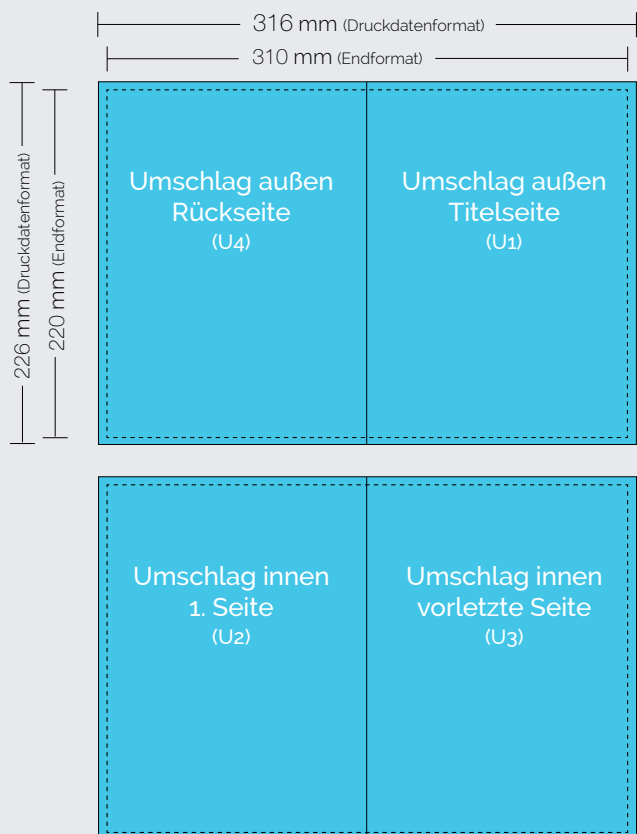 316 mm (Druckdatenformat)
310 mm (Endformat)
226 mm (Druckdatenformat)
220 mm (Endformat)
Umschlag außen
Rückseite
(U4)
Umschlag außen
Titelseite
(U1)
Umschlag innen
1. Seite
(U2)
Umschlag innen
vorletzte Seite
(U3)